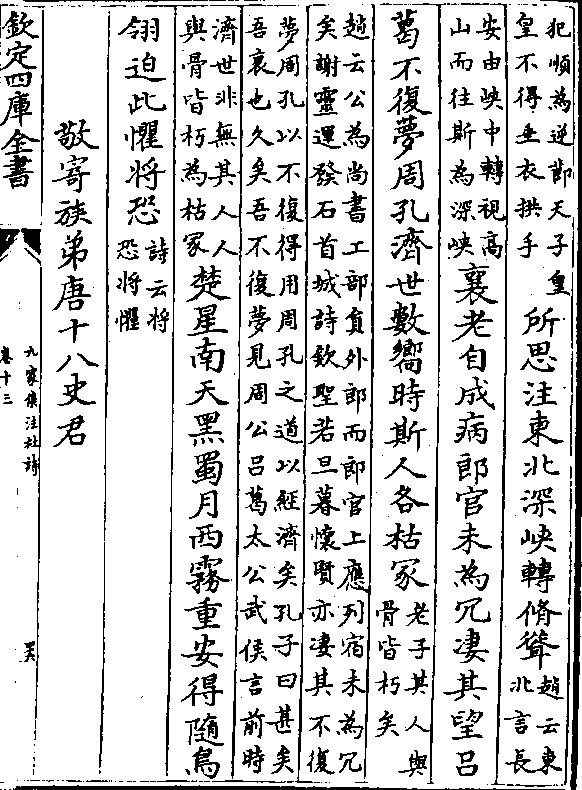 犯順為逆節天子皇
皇不得垂衣拱手
所思注東北深峽轉修聳
趙云東
北言長
安由峽中轉視高
山而往斯為深峽
襄老自成病郎官未為冗凄其望呂
葛不復夢周孔濟世數嚮時斯人各枯冢
老子其人與
骨皆朽矣
趙云公為尚書工部員外郎而郎官上應列宿未為冗
矣謝靈運發石首城詩欽聖若旦暮懷賢亦凄其不復
夢周孔以不復得用周孔之道以經濟矣孔子曰甚矣
吾衰也久矣吾不復夢見周公呂葛太公武侯言前時
濟世非無其人人
與骨皆朽為枯冢
楚星南天黑蜀月西霧重安得隨鳥
翎迫此懼將恐
詩云將
恐將懼
敬寄族弟唐十八史君
欽定四庫全書
九家集注杜詩
卷十三